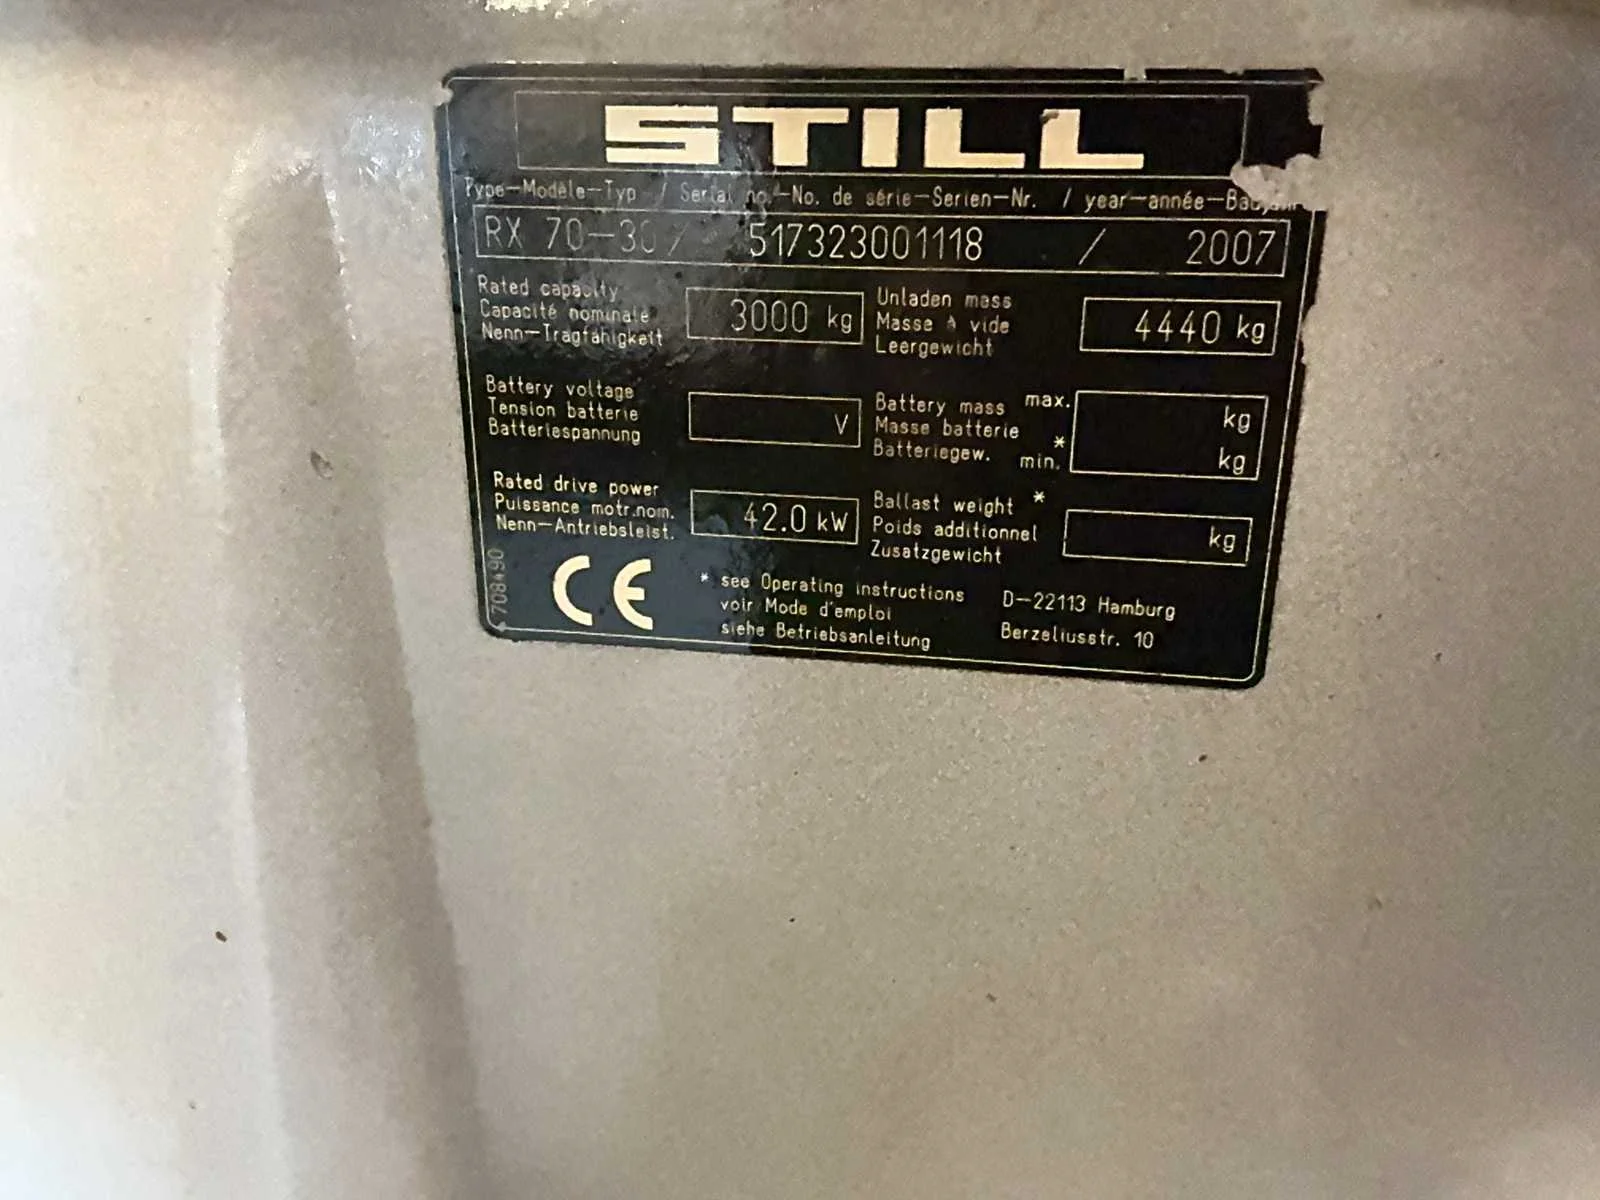 STILL
Type-Modèle-Typ / Serial no.-No. de série-Serien-Nr. / year-année-Baujahr
RX 70-30 / 517323001118 / 2007
Rated capacity
Capacité nominale
Nenn-Tragfähigkeit
3000 kg
Unladen mass
Masse à vide
Leergewicht
4440 kg
Battery voltage
Tension batterie
Batteriespannung
V
Battery mass max.
Masse batterie
Batteriegew. * min.
kg
kg
Rated drive power
Puissance motr.nom.
Nenn-Antriebsleist.
42.0 kW
Ballast weight *
Poids additionnel
Zusatzgewicht
kg
708490
CE
* see Operating instructions
voir Mode d'emploi
siehe Betriebsanleitung
D-22113 Hamburg
Berzeliusstr. 10